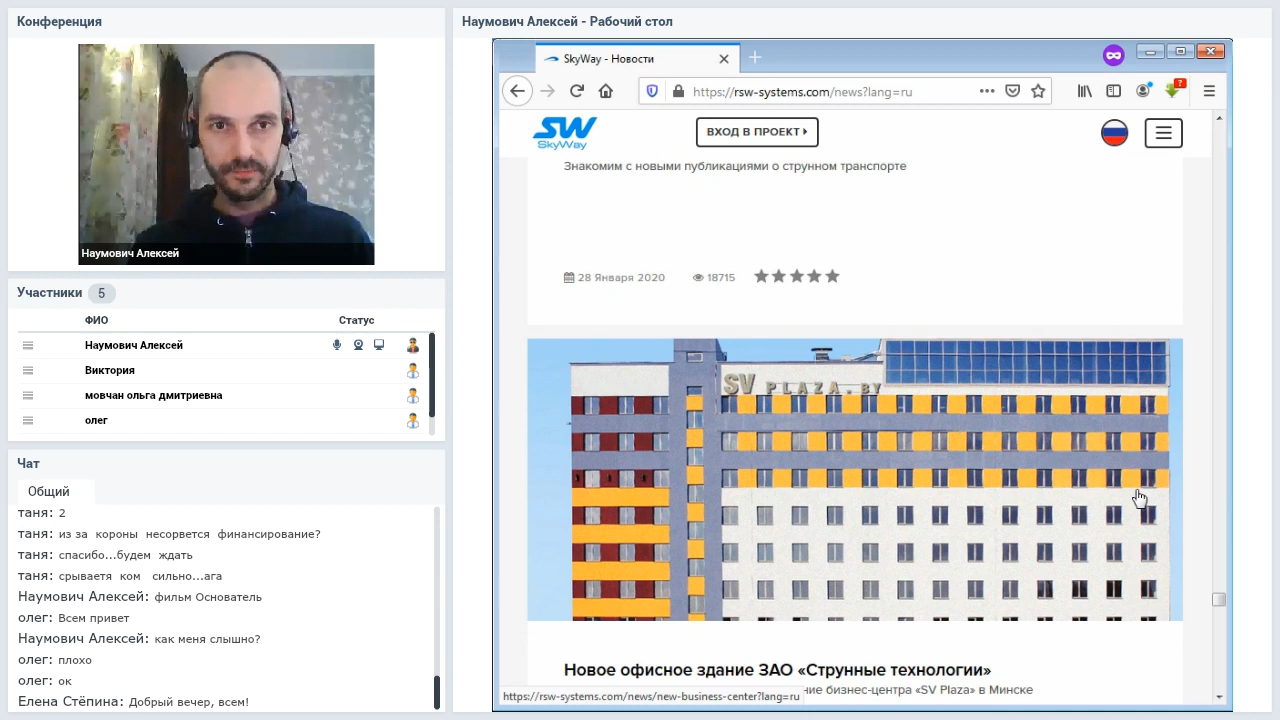 Конференция
Наумович Алексей
Участники 5
ФИО Статус
Наумович Алексей
Виктория
мовчан ольга дмитриевна
олег
Чат
Общий
таня: 2
таня: из за короны несорвется финансирование?
таня: спасибо...будем ждать
таня: срываетя ком сильно...ага
Наумович Алексей: фильм Основатель
олег: Всем привет
Наумович Алексей: как меня слышно?
олег: плохо
олег: ок
Елена Стёпина: Добрый вечер, всем!
Наумович Алексей - Рабочий стол
SkyWay - Новости
https://rsw-systems.com/news?lang=ru
?
SW
SkyWay
ВХОД В ПРОЕКТ
Знакомим с новыми публикациями о струнном транспорте
28 Января 2020 18715
SV PLAZA.BY
Новое офисное здание ЗАО «Струнные технологии»
ние бизнес-центра «SV Plaza» в Минске
https://rsw-systems.com/news/new-business-center?lang=ru